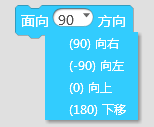 面向 90 方向
(90) 向右
(-90) 向左
(0) 向上
(180) 下移